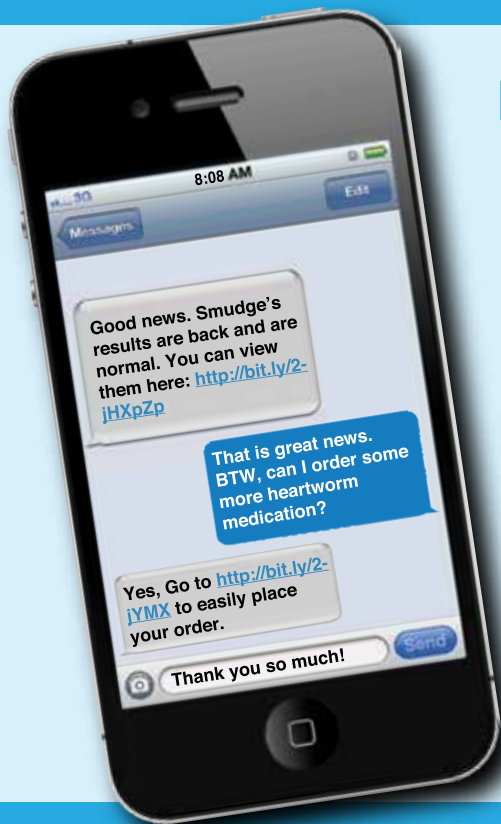 3G
8:08 AM
Messages
Edit
Good news. Smudge's
results are back and are
normal. You can view
them here: http://bit.ly/2-
jHXpZp
That is great news.
BTW, can I order some
more heartworm
medication?
Yes, Go to http://bit.ly/2-
jYMX to easily place
your order.
Thank you so much!
Send